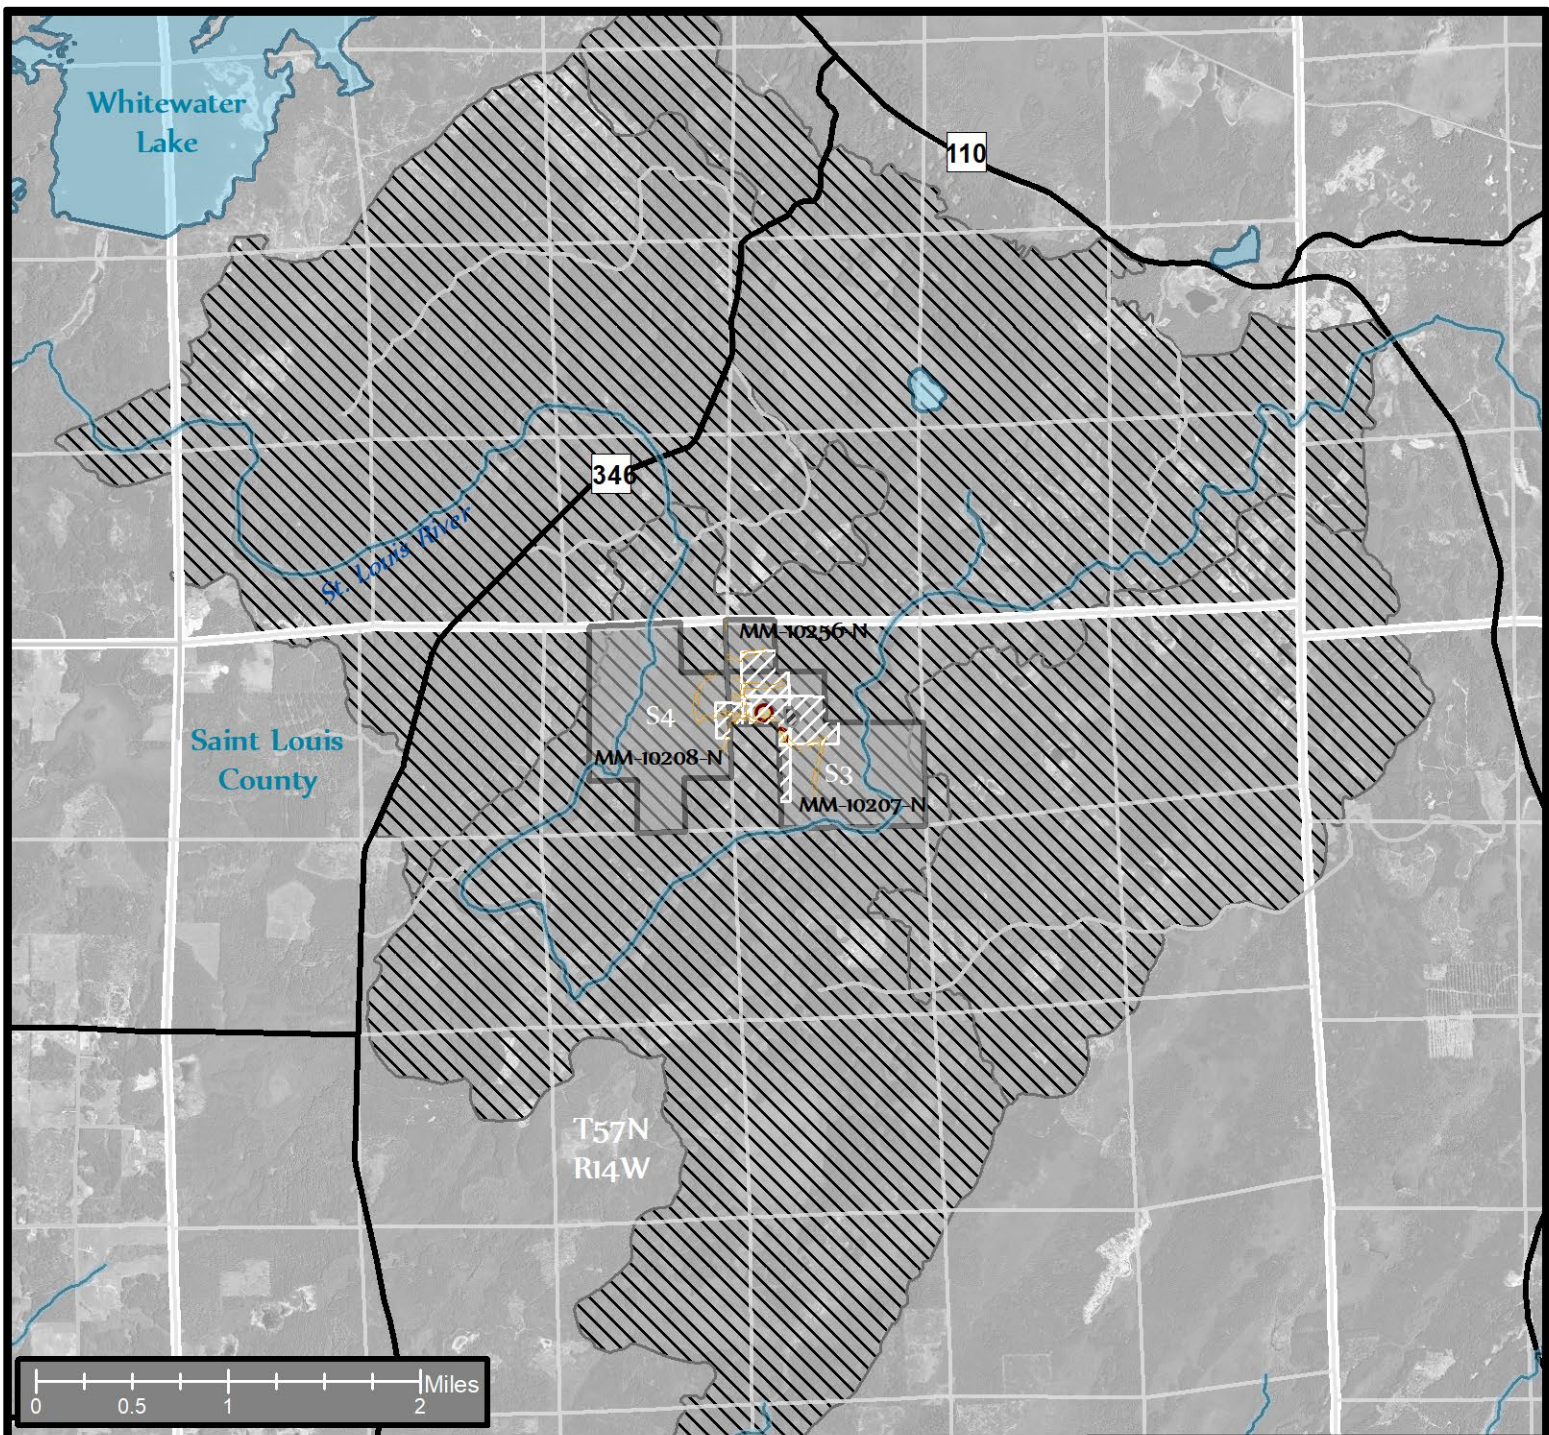 Whitewater
Lake
110
346
St. Louis River
MM-10256-N
S4
Saint Louis
County
MM-10208-N
S3
MM-10207-N
T57N
R14W
Miles
0 0.5 1 2